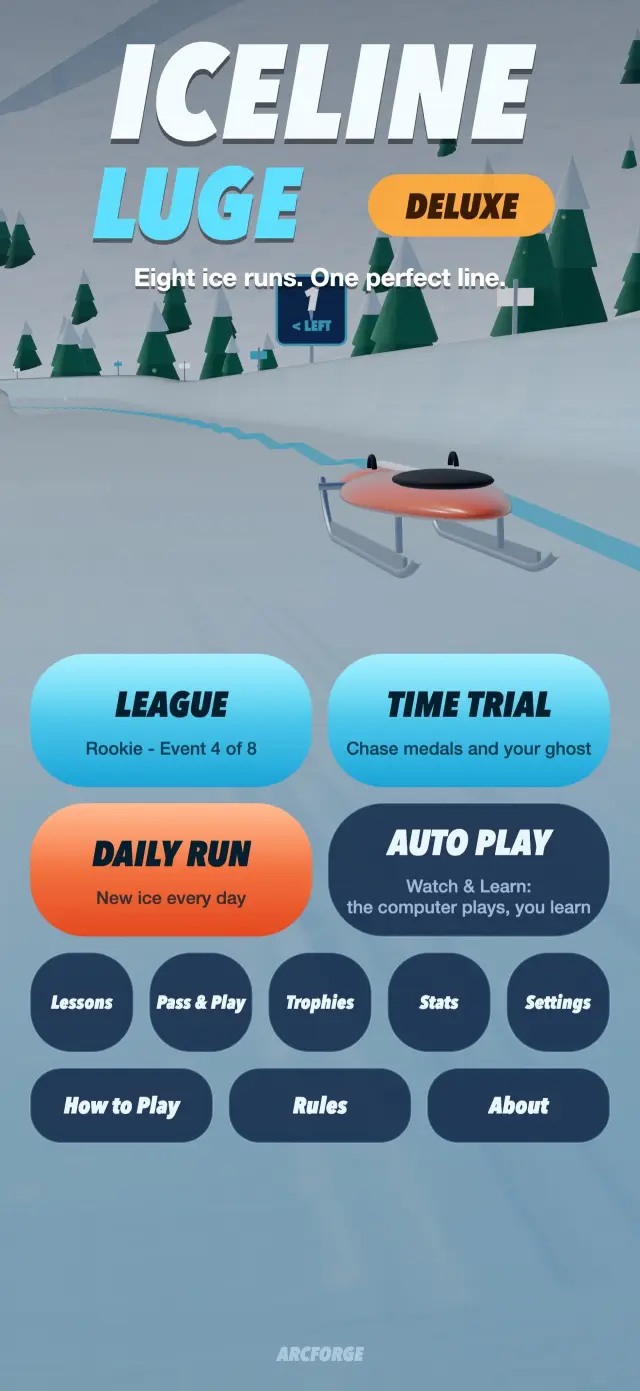 ICELINE
LUGE
DELUXE
Eight ice runs. One perfect line.
1
< LEFT
LEAGUE
Rookie - Event 4 of 8
TIME TRIAL
Chase medals and your ghost
DAILY RUN
New ice every day
AUTO PLAY
Watch & Learn:
the computer plays, you learn
Lessons
Pass & Play
Trophies
Stats
Settings
How to Play
Rules
About
ARCFORGE